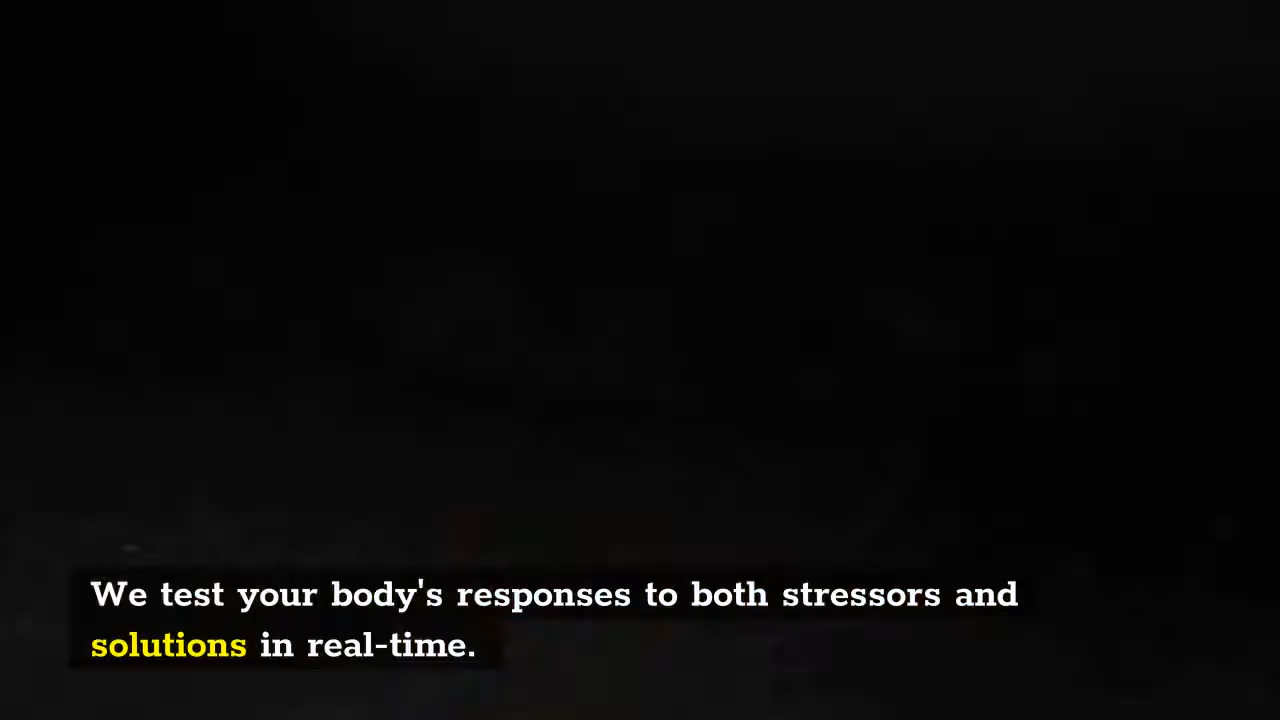 We test your body's responses to both stressors and
solutions in real-time.